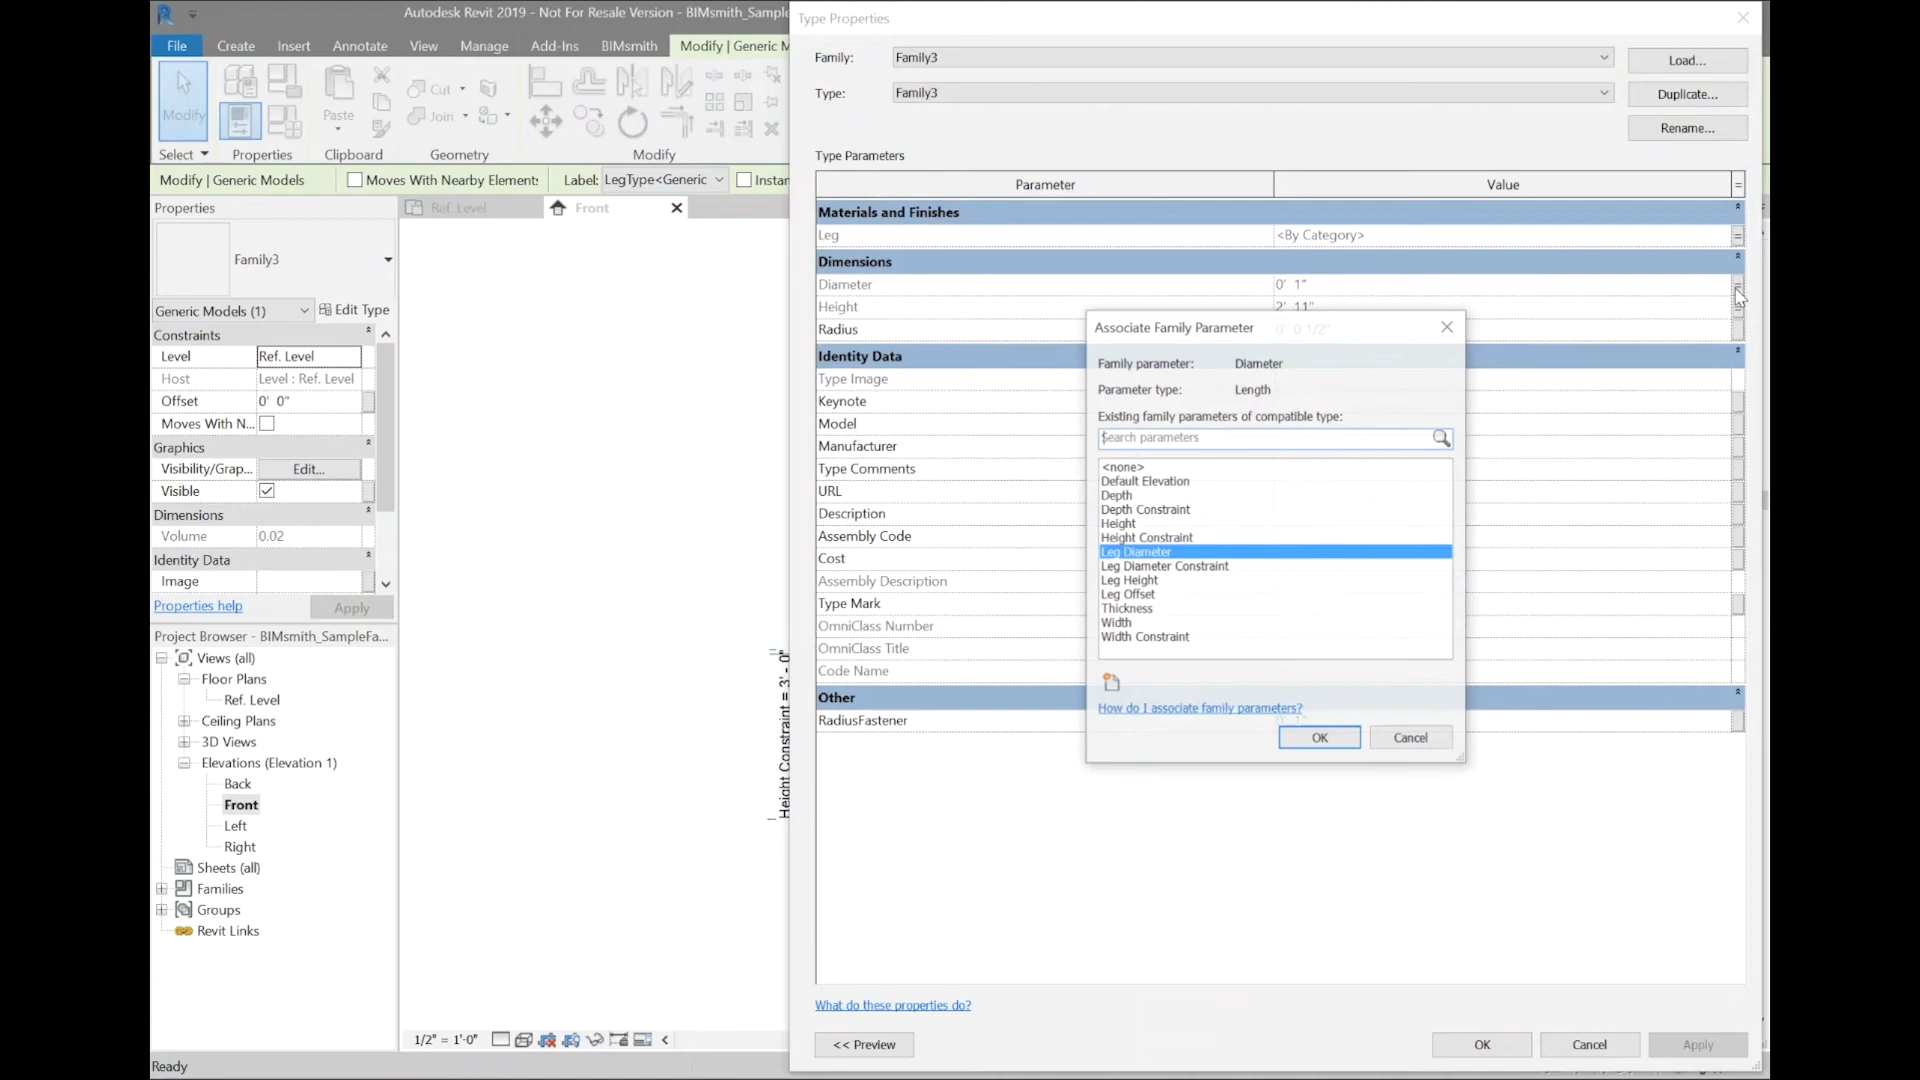 Autodesk Revit 2019 - Not For Resale Version - BIMsmith_Sample
File Create Insert Annotate View Manage Add-Ins BIMsmith Modify | Generic M
Modify
Paste
Cut
Join
Select Properties Clipboard Geometry Modify
Modify | Generic Models Moves With Nearby Elements Label: LegType<Generic Instan
Properties
Family3
Generic Models (1) Edit Type
Constraints
Level Ref. Level
Host Level : Ref. Level
Offset 0' 0"
Moves With N...
Graphics
Visibility/Grap... Edit...
Visible
Dimensions
Volume 0.02
Identity Data
Image
Properties help Apply
Project Browser - BIMsmith_SampleFa...
Views (all)
Floor Plans
Ref. Level
Ceiling Plans
3D Views
Elevations (Elevation 1)
Back
Front
Left
Right
Sheets (all)
Families
Groups
Revit Links
Ready
Ref. Level Front
Height Constraint = 3' - 0"
1/2" = 1'-0"
Type Properties
Family: Family3 Load...
Type: Family3 Duplicate...
Rename...
Type Parameters
Parameter Value =
Materials and Finishes
Leg <By Category> =
Dimensions
Diameter 0' 1" =
Height 2' 11" =
Radius 0' 0 1/2"
Identity Data
Type Image
Keynote
Model
Manufacturer
Type Comments
URL
Description
Assembly Code
Cost
Assembly Description
Type Mark
OmniClass Number
OmniClass Title
Code Name
Other
RadiusFastener 0' 1"
Associate Family Parameter
Family parameter: Diameter
Parameter type: Length
Existing family parameters of compatible type:
Search parameters
<none>
Default Elevation
Depth
Depth Constraint
Height
Height Constraint
Leg Diameter
Leg Diameter Constraint
Leg Height
Leg Offset
Thickness
Width
Width Constraint
How do I associate family parameters?
OK Cancel
What do these properties do?
<< Preview OK Cancel Apply